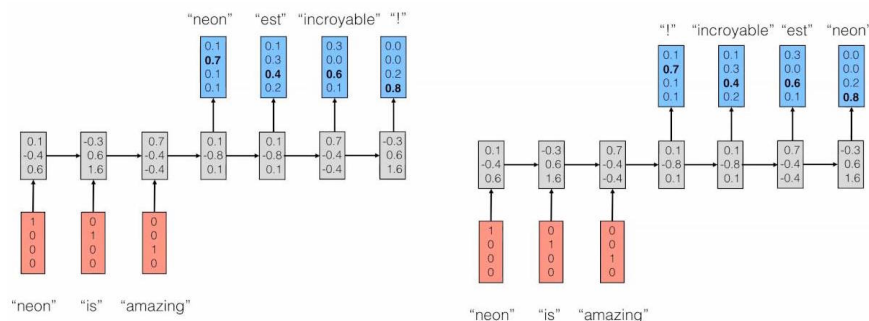 “neon” “est” “incroyable” “!”
0.1 0.1 0.3 0.0
0.7 0.3 0.0 0.0
0.1 0.4 0.6 0.2
0.1 0.2 0.1 0.8
0.1 -0.3 0.7 0.1 0.1 0.7 -0.3
-0.4 0.6 -0.4 -0.8 -0.8 -0.4 0.6
0.6 1.6 -0.4 0.1 0.1 -0.4 1.6
1 0 0
0 1 0
0 0 1
0 0 0
“neon” “is” “amazing”
“!” “incroyable” “est” “neon”
0.1 0.1 0.3 0.0
0.7 0.3 0.0 0.0
0.1 0.4 0.6 0.2
0.1 0.2 0.1 0.8
0.1 -0.3 0.7 0.1 0.1 0.7 -0.3
-0.4 0.6 -0.4 -0.8 -0.8 -0.4 0.6
0.6 1.6 -0.4 0.1 0.1 -0.4 1.6
1 0 0
0 1 0
0 0 1
0 0 0
“neon” “is” “amazing”